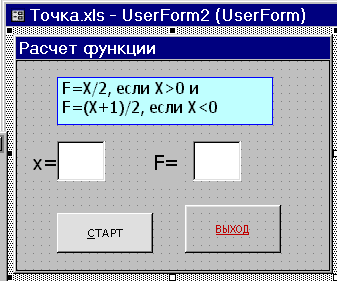 Точка.xls - UserForm2 (UserForm)
Расчет функции
F=X/2, если X>0 и
F=(X+1)/2, если X<0
x= F=
СТАРТ ВЫХОД